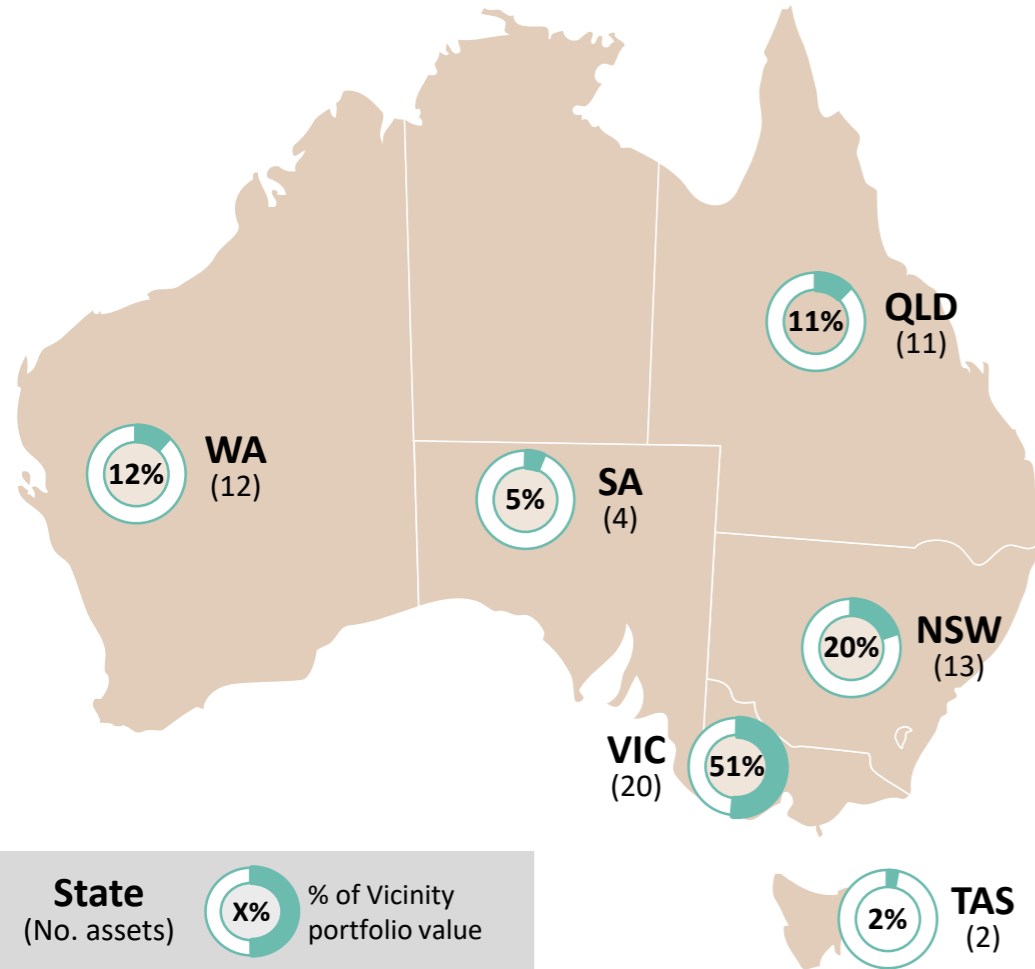 11%
QLD
(11)
12%
WA
(12)
5%
SA
(4)
20%
NSW
(13)
VIC
(20)
51%
State
(No. assets)
X%
% of Vicinity
portfolio value
2%
TAS
(2)